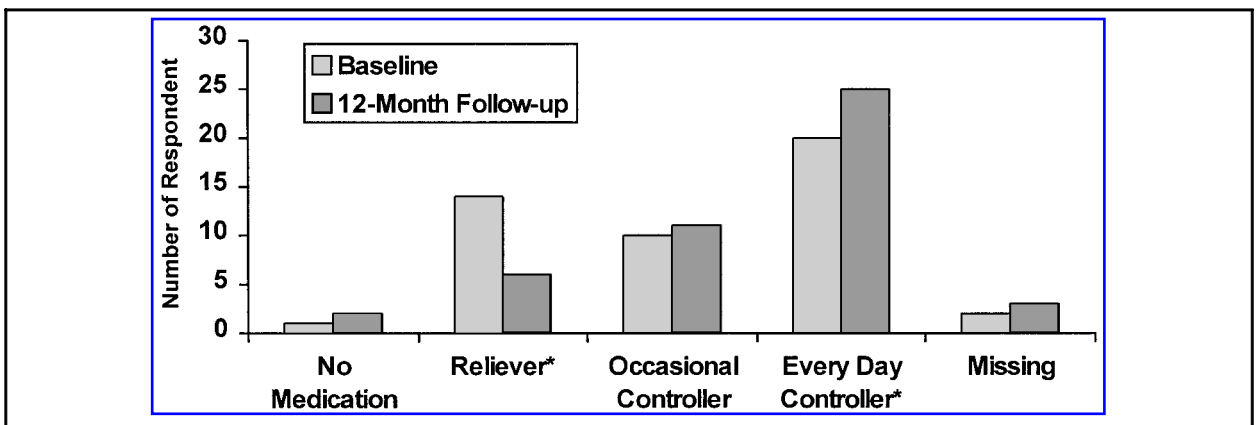 30
25
20
15
10
5
0
Number of Respondent
Baseline
12-Month Follow-up
No
Medication
Reliever*
Occasional
Controller
Every Day
Controller*
Missing